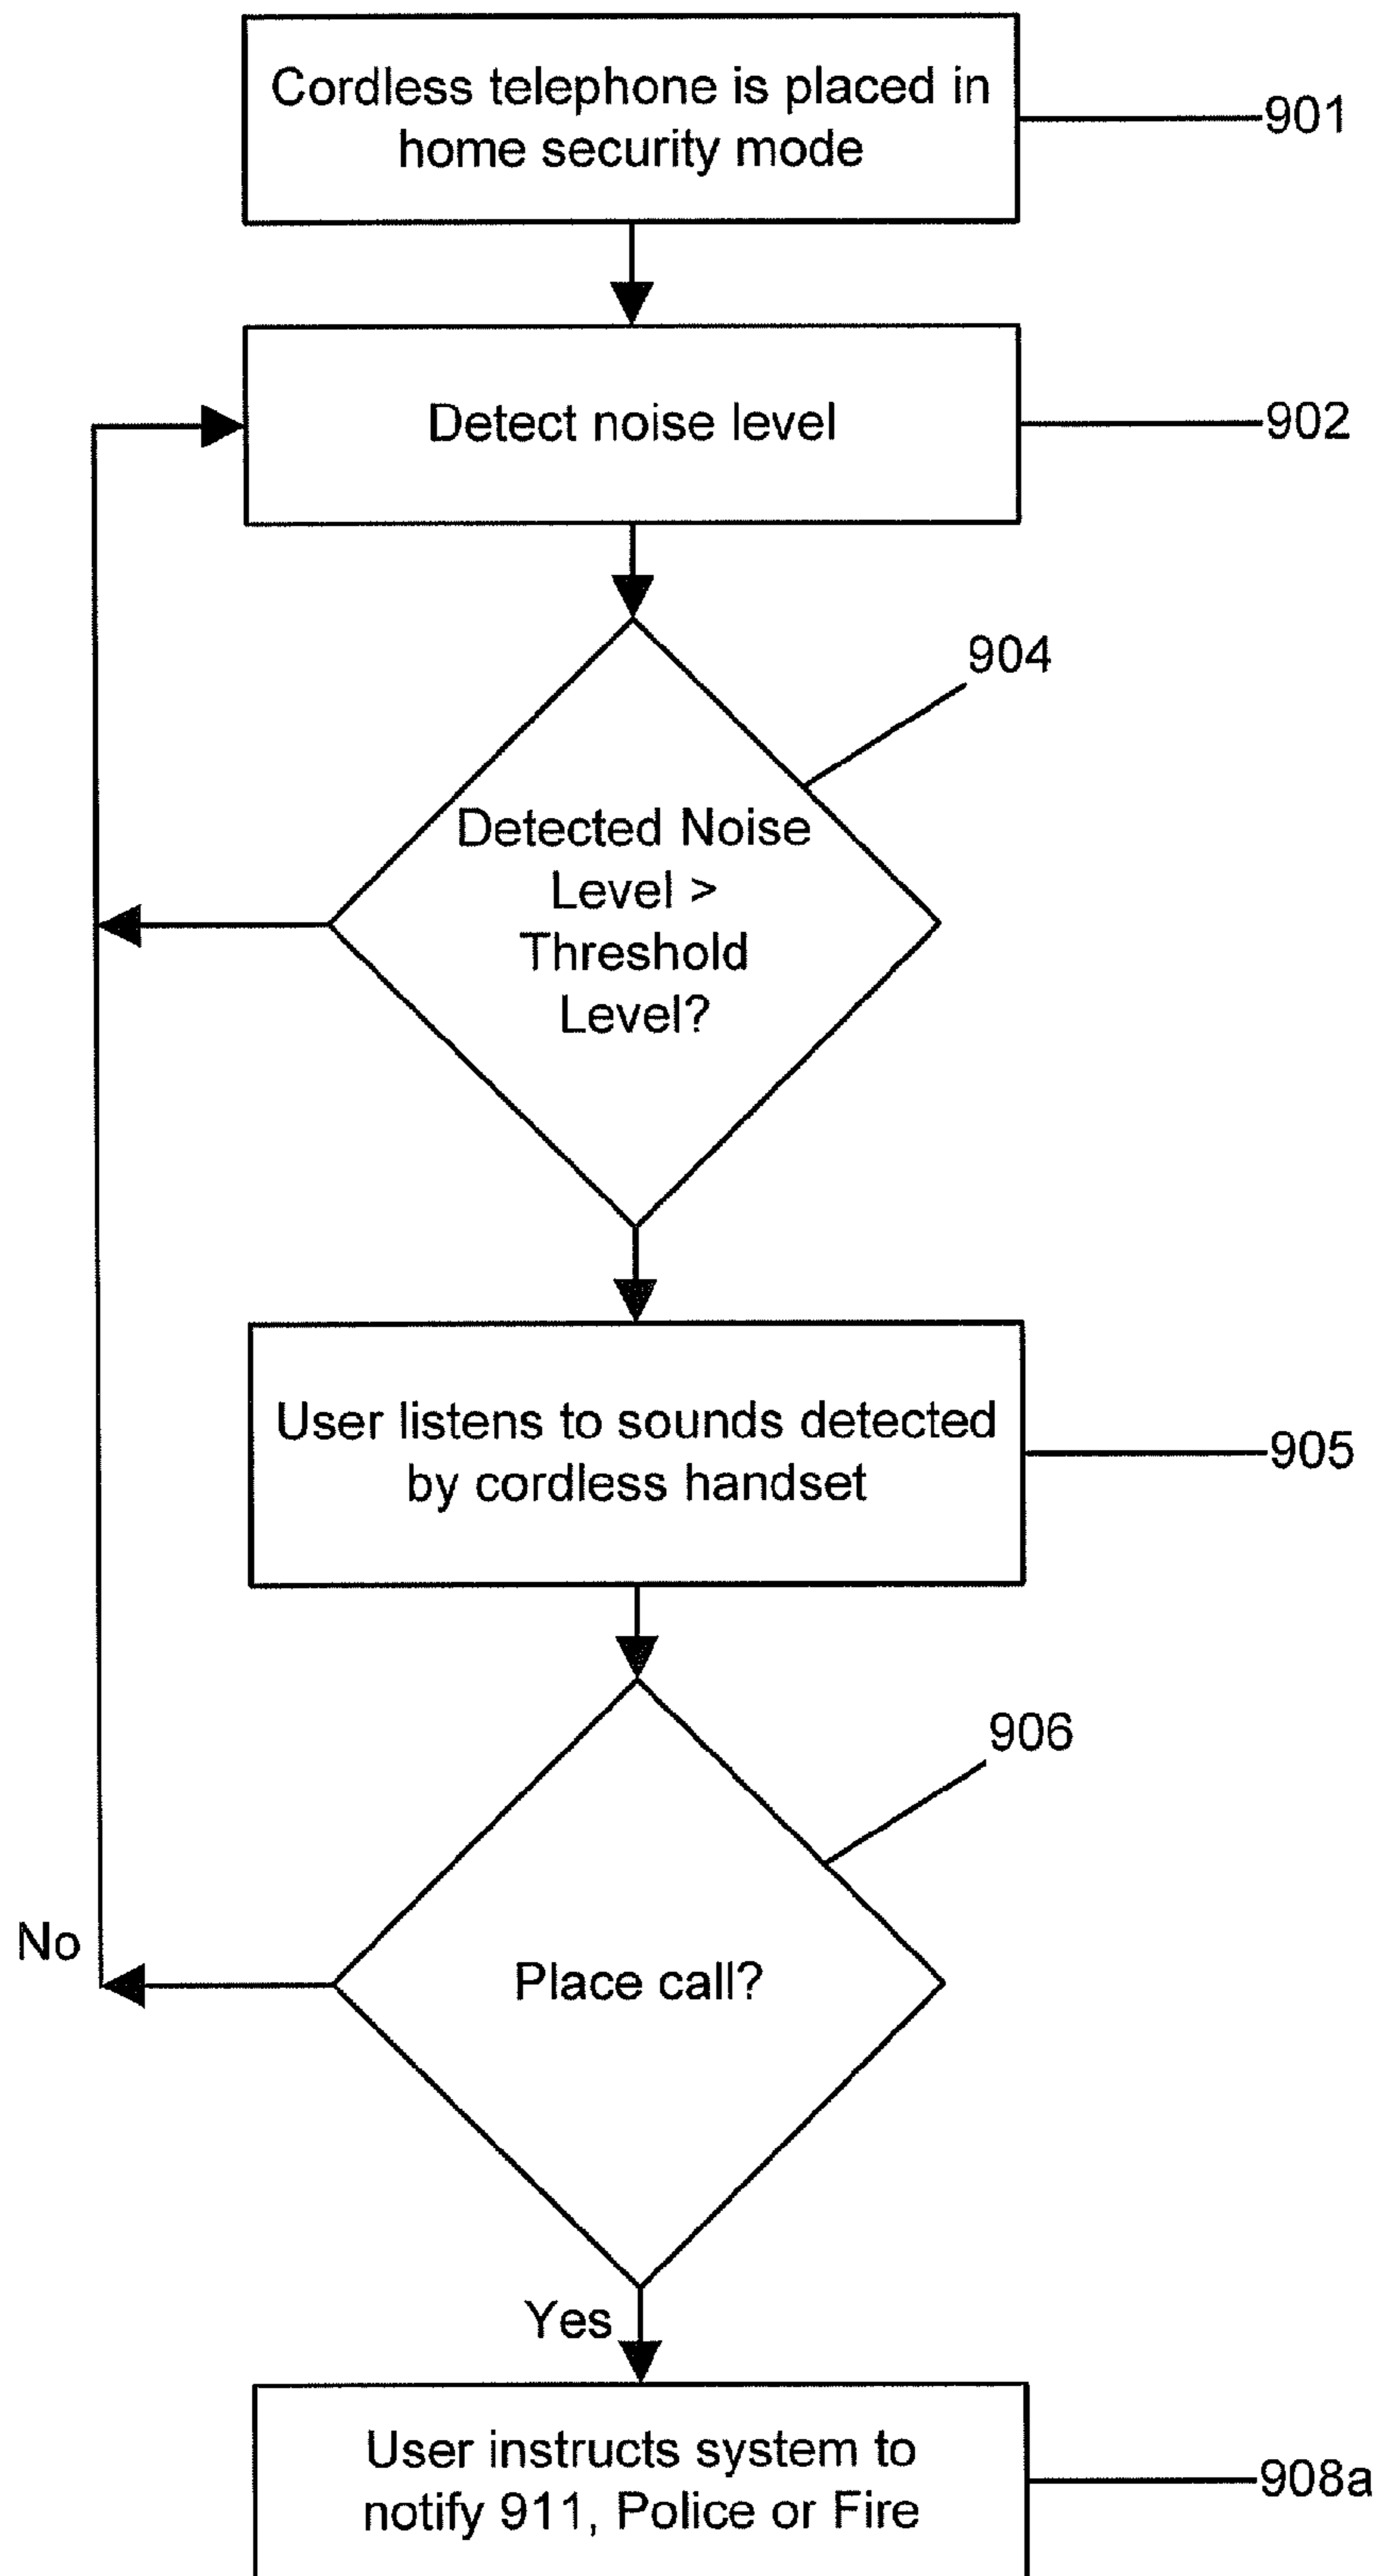 Cordless telephone is placed in
home security mode
901
Detect noise level
902
904
Detected Noise
Level >
Threshold
Level?
User listens to sounds detected
by cordless handset
905
906
No
Place call?
Yes
User instructs system to
notify 911, Police or Fire
908a